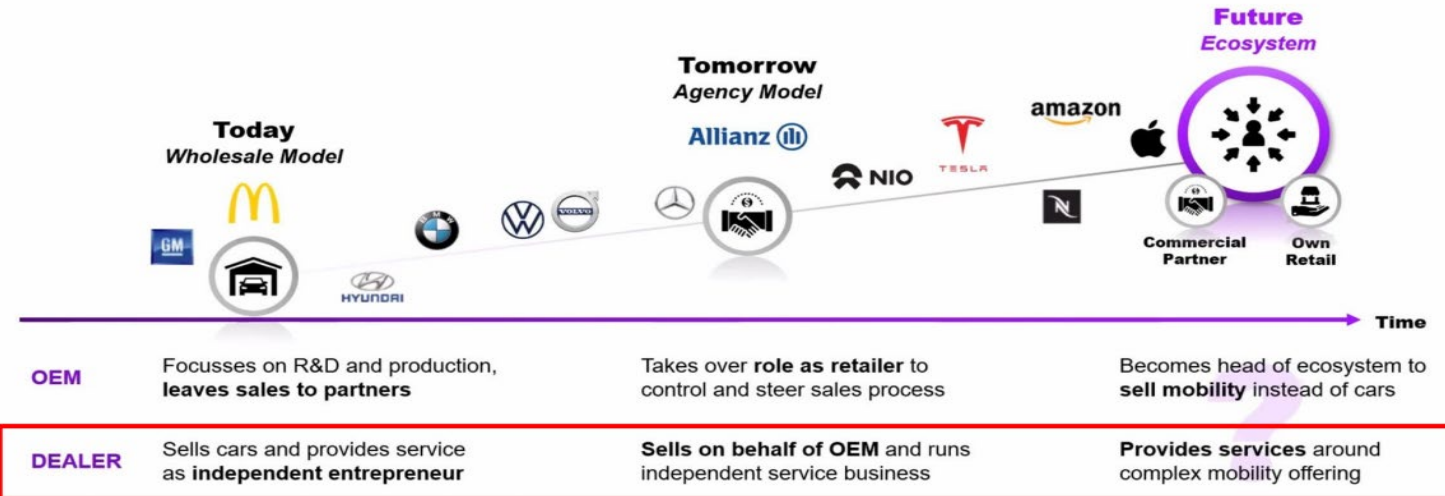 Future
Ecosystem
Tomorrow
Agency Model
Today
Wholesale Model
Allianz
amazon
TESLA
NIO
GM
BMW
VOLVO
HYUNDAI
N
$
Commercial
Partner
Own
Retail
Time
OEM
Focusses on R&D and production,
leaves sales to partners
Takes over role as retailer to
control and steer sales process
Becomes head of ecosystem to
sell mobility instead of cars
?
DEALER
Sells cars and provides service
as independent entrepreneur
Sells on behalf of OEM and runs
independent service business
Provides services around
complex mobility offering